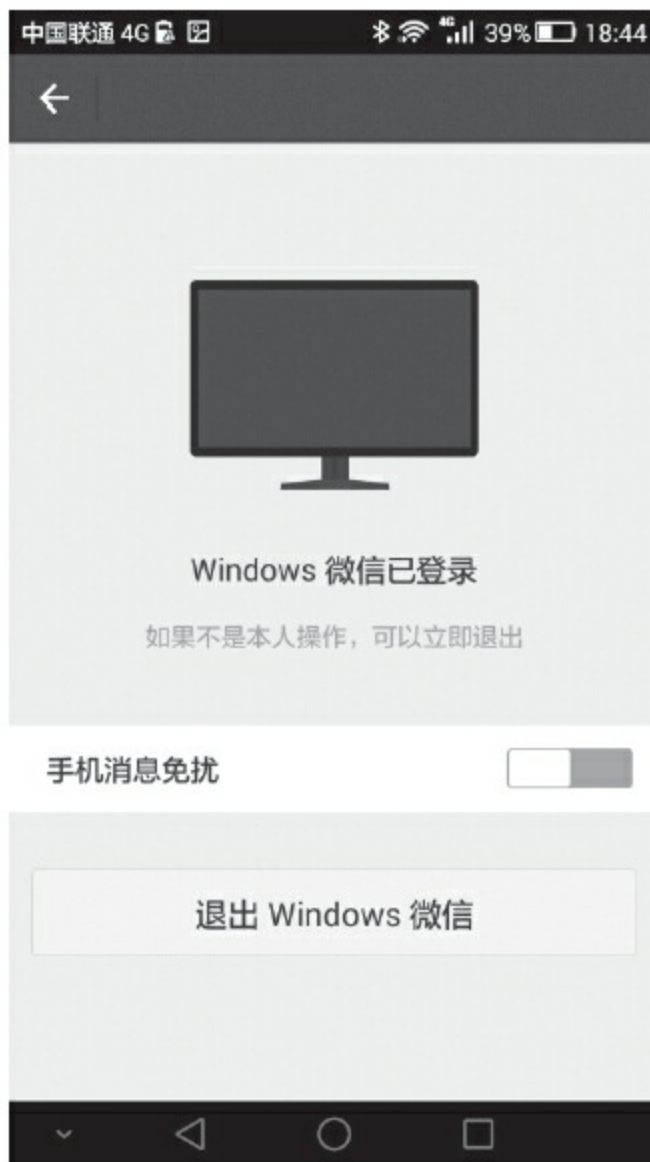 中国联通 4G 4G 39% 18:44
Windows 微信已登录
如果不是本人操作，可以立即退出
手机消息免扰
退出 Windows 微信